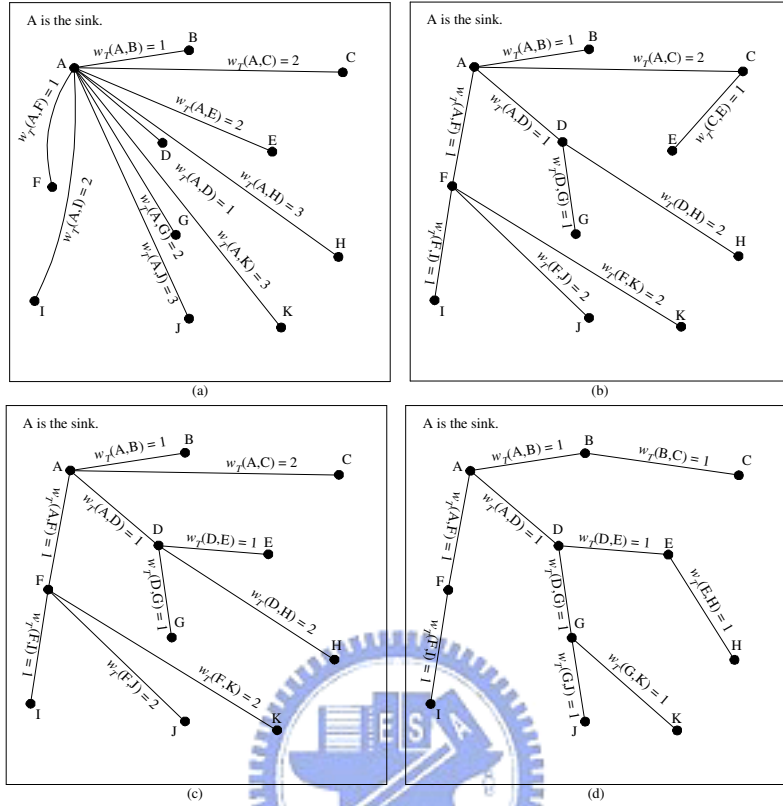 A is the sink.
B
w_T(A,B) = 1
A
w_T(A,C) = 2
C
w_T(A,F) = 1
w_T(A,E) = 2
E
D
w_T(A,D) = 1
w_T(A,H) = 3
F
w_T(A,I) = 2
w_T(A,G) = 2
G
w_T(A,J) = 3
w_T(A,K) = 3
H
I
J
K
(a)
A is the sink.
B
w_T(A,B) = 1
A
w_T(A,C) = 2
C
w_T(A,F) = 1
w_T(A,D) = 1
D
w_T(C,E) = 1
E
F
w_T(D,G) = 1
G
w_T(D,H) = 2
H
w_T(F,I) = 1
w_T(F,J) = 2
w_T(F,K) = 2
I
J
K
(b)
A is the sink.
B
w_T(A,B) = 1
A
w_T(A,C) = 2
C
w_T(A,F) = 1
w_T(A,D) = 1
D
w_T(D,E) = 1
E
F
w_T(D,G) = 1
G
w_T(D,H) = 2
H
w_T(F,I) = 1
w_T(F,J) = 2
w_T(F,K) = 2
I
J
K
(c)
A is the sink.
B
w_T(A,B) = 1
w_T(B,C) = 1
A
C
w_T(A,F) = 1
w_T(A,D) = 1
D
w_T(D,E) = 1
E
F
w_T(D,G) = 1
G
w_T(E,H) = 1
H
w_T(F,I) = 1
w_T(G,J) = 1
w_T(G,K) = 1
I
J
K
(d)
E S A